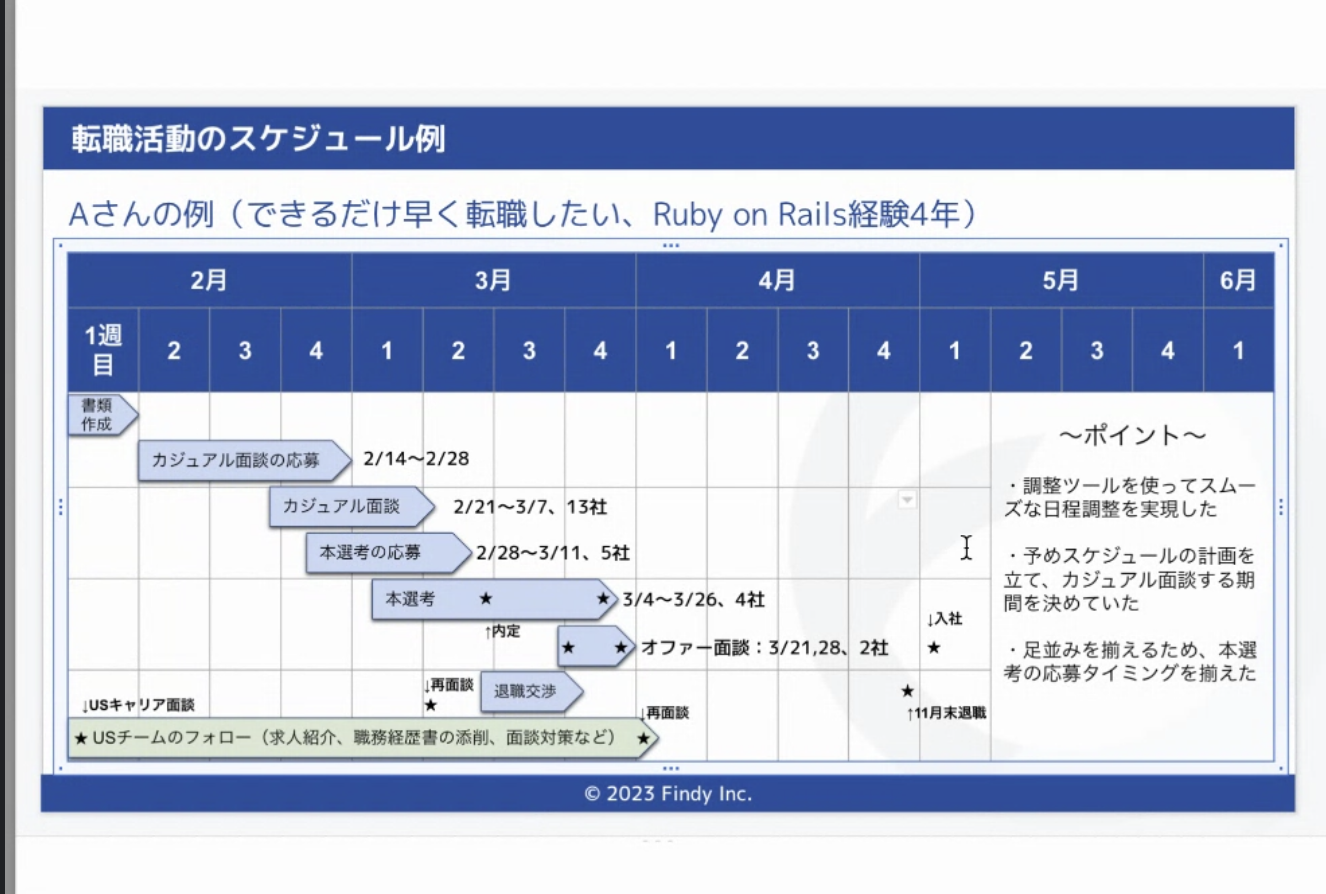 転職活動のスケジュール例
Aさんの例（できるだけ早く転職したい、Ruby on Rails経験4年）
2月 3月 4月 5月 6月
1週
目 2 3 4 1 2 3 4 1 2 3 4 1 2 3 4 1
書類
作成
カジュアル面談の応募 2/14〜2/28
カジュアル面談 2/21〜3/7、13社
本選考の応募 2/28〜3/11、5社
本選考 ★ ★ 3/4〜3/26、4社
↑内定
★ ★ オファー面談：3/21,28、2社
↓入社
★
↓再面談
★
退職交渉
★
↑11月末退職
↓USキャリア面談
↓再面談
★ USチームのフォロー（求人紹介、職務経歴書の添削、面談対策など） ★
〜ポイント〜
・調整ツールを使ってスムー
ズな日程調整を実現した
・予めスケジュールの計画を
立て、カジュアル面談する期
間を決めていた
・足並みを揃えるため、本選
考の応募タイミングを揃えた
© 2023 Findy Inc.